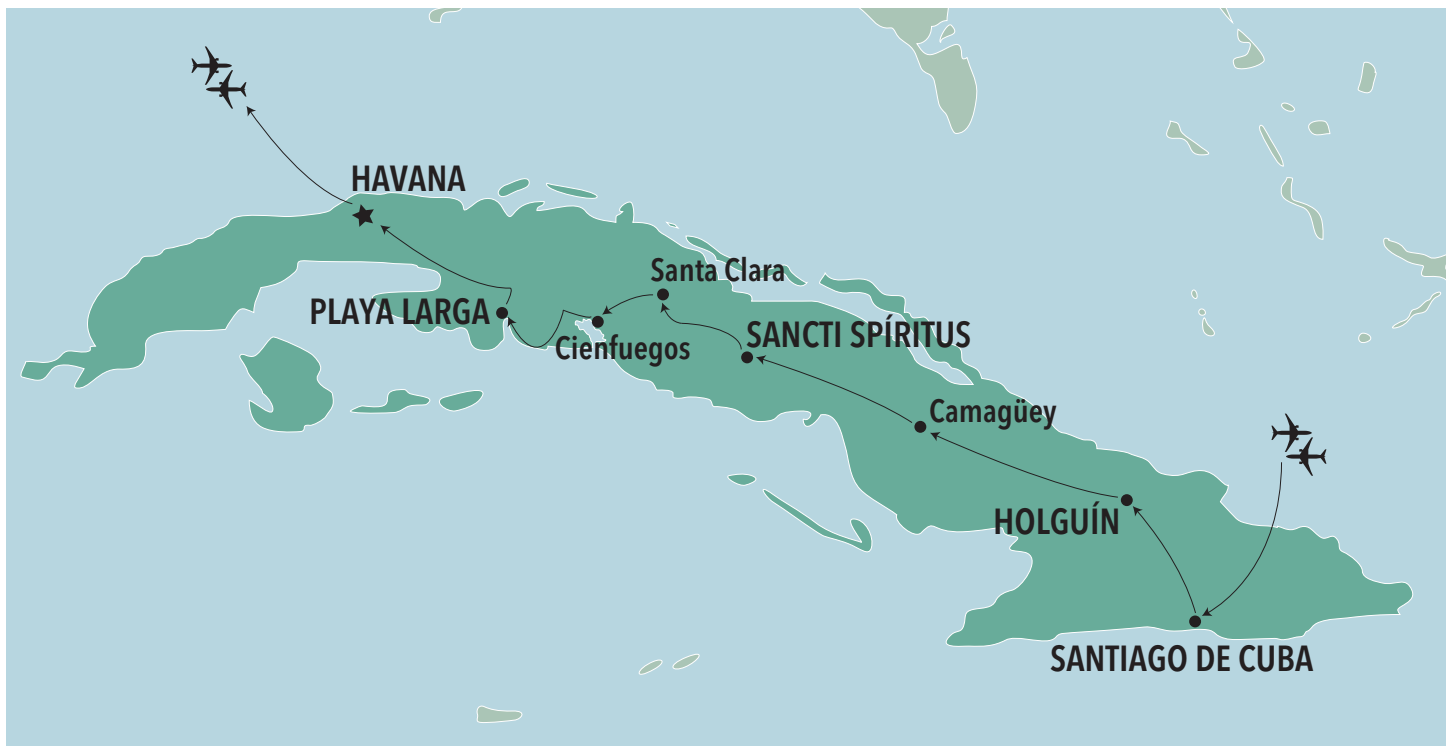 HAVANA
Santa Clara
PLAYA LARGA
SANCTI SPÍRITUS
Cienfuegos
Camagüey
HOLGUÍN
SANTIAGO DE CUBA